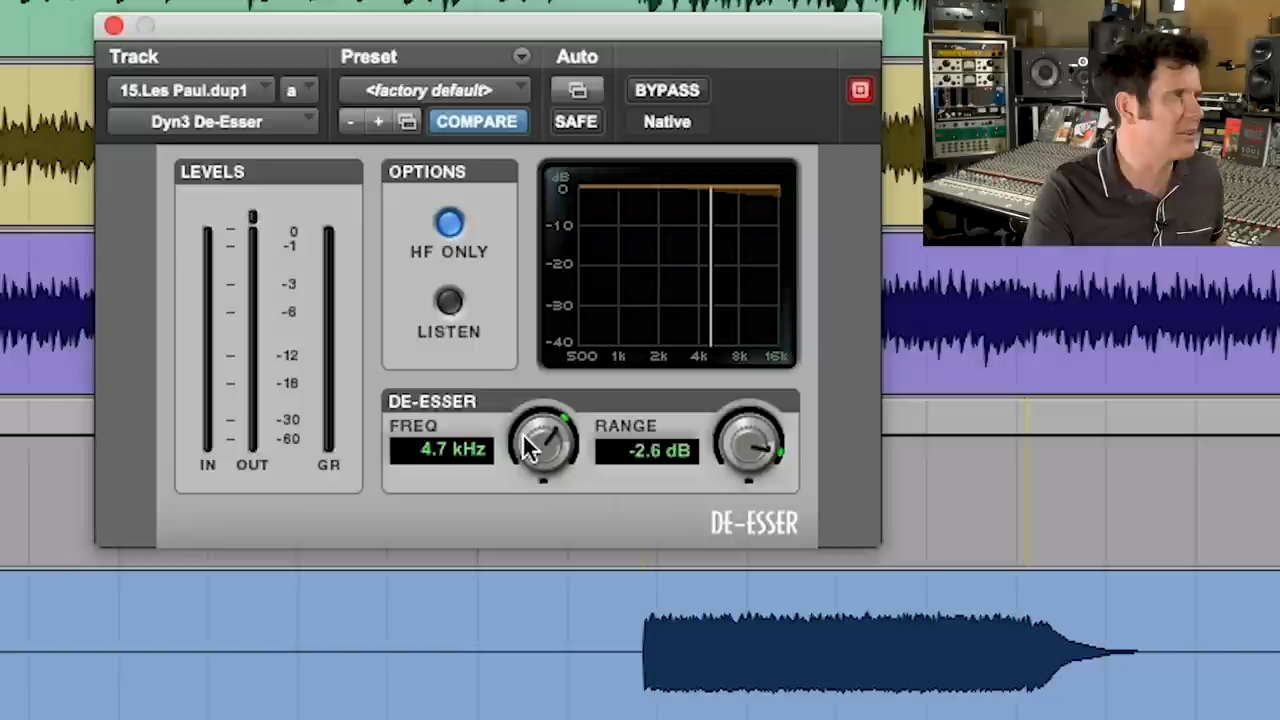 Track Preset Auto
15.Les Paul.dup1 a <factory default> BYPASS
Dyn3 De-Esser - + COMPARE SAFE Native
LEVELS
0
-1
-3
-6
-12
-18
-30
-60
IN OUT GR
OPTIONS
HF ONLY
LISTEN
dB
0
-10
-20
-30
-40
500 1k 2k 4k 8k 16k
DE-ESSER
FREQ RANGE
4.7 kHz -2.6 dB
DE-ESSER